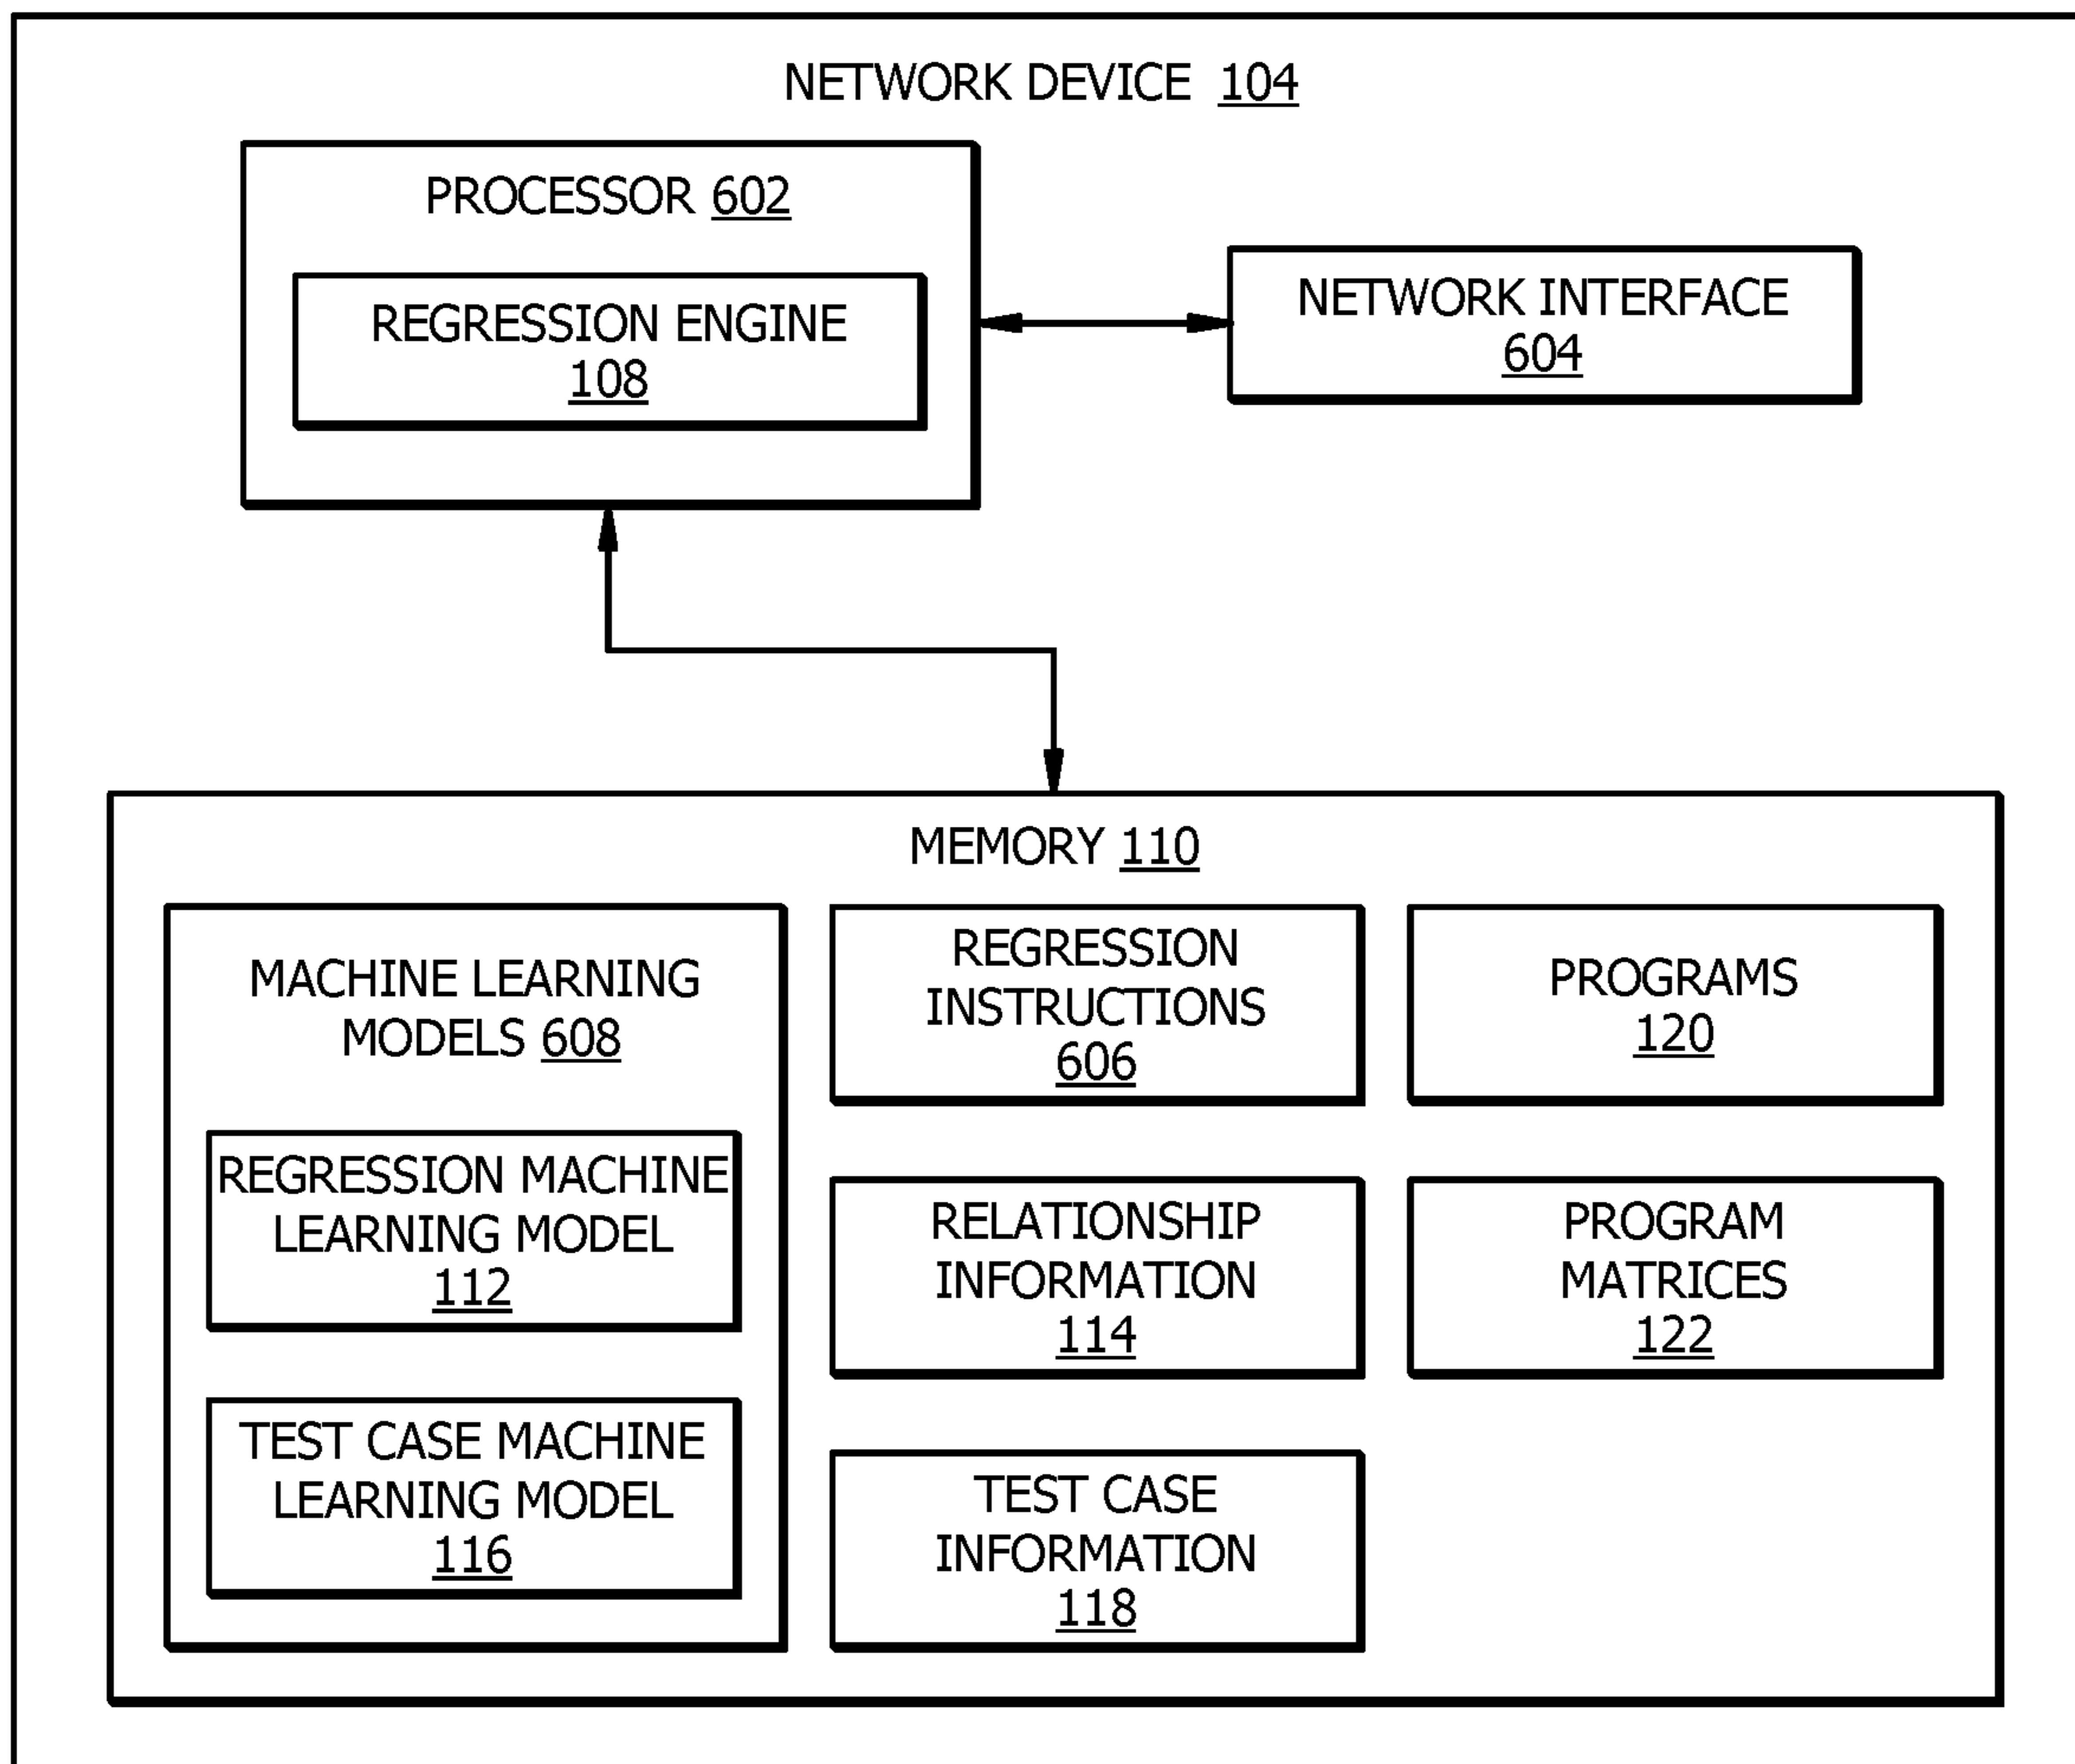 NETWORK DEVICE 104
PROCESSOR 602
REGRESSION ENGINE
108
NETWORK INTERFACE
604
MEMORY 110
MACHINE LEARNING
MODELS 608
REGRESSION MACHINE
LEARNING MODEL
112
TEST CASE MACHINE
LEARNING MODEL
116
REGRESSION
INSTRUCTIONS
606
RELATIONSHIP
INFORMATION
114
TEST CASE
INFORMATION
118
PROGRAMS
120
PROGRAM
MATRICES
122